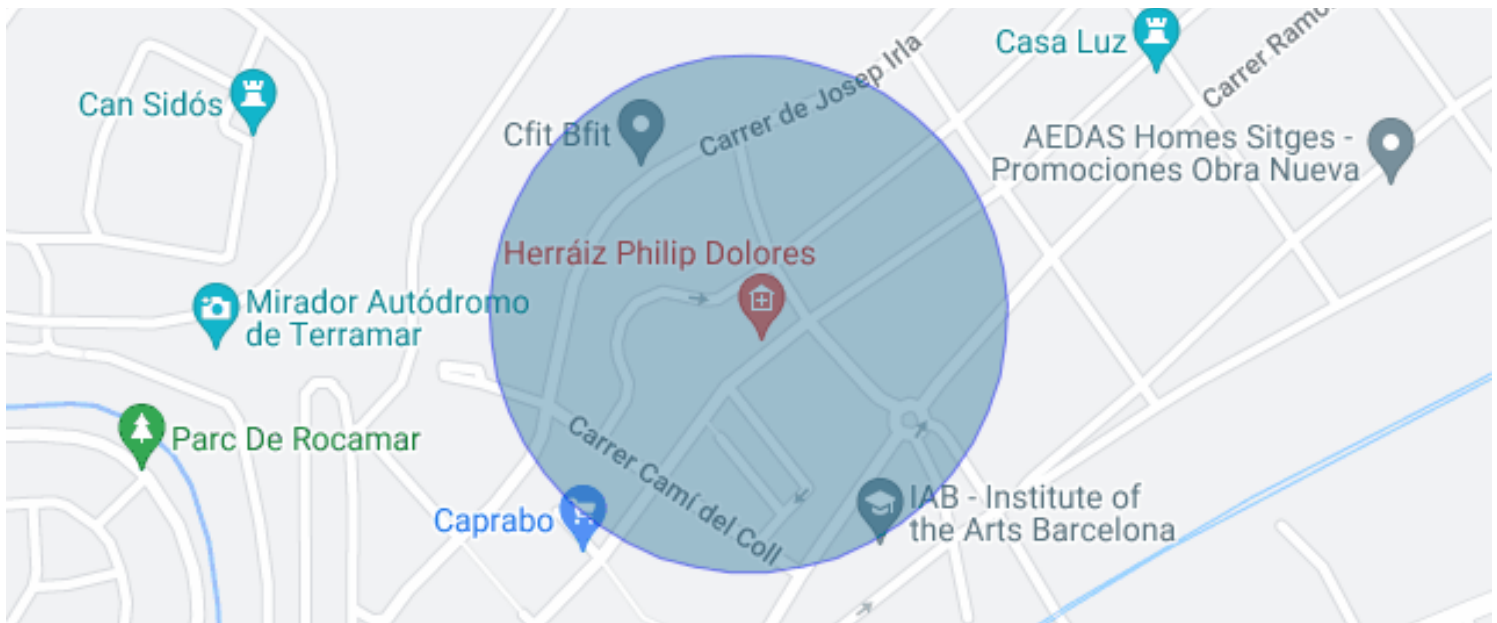 Casa Luz
Carrer Ramo
Can Sidós
Cfit Bfit
Carrer de Josep Irla
AEDAS Homes Sitges -
Promociones Obra Nueva
Herráiz Philip Dolores
Mirador Autódromo
de Terramar
Parc De Rocamar
Carrer Camí del Coll
Caprabo
IAB - Institute of
the Arts Barcelona